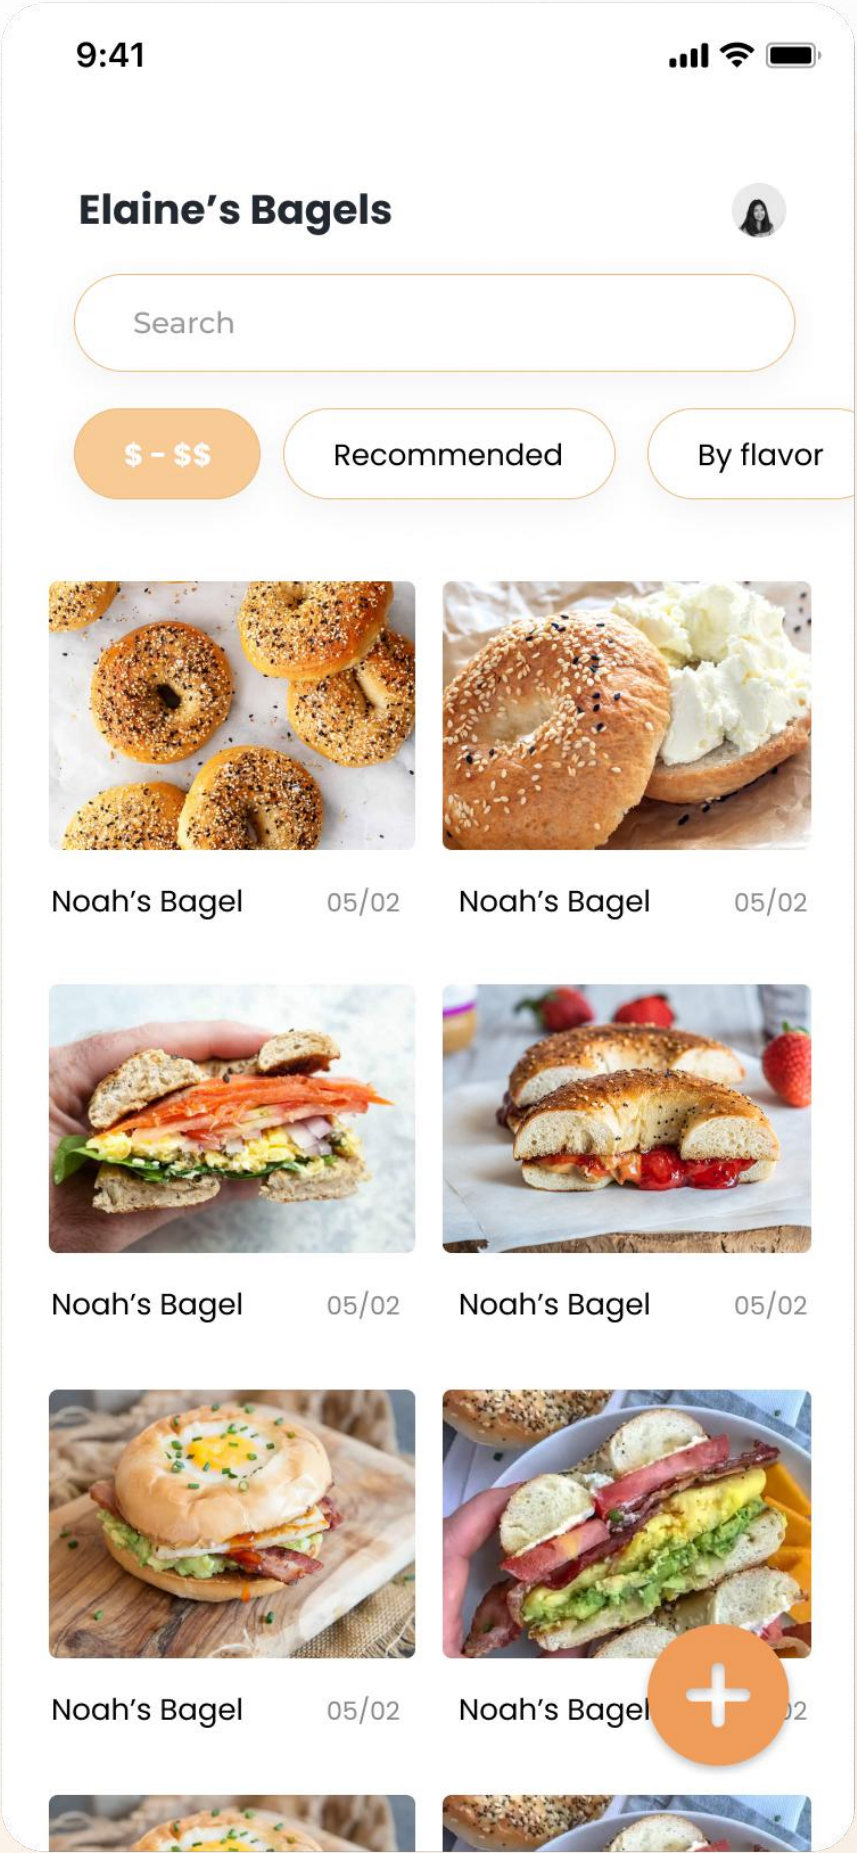 9:41
Elaine’s Bagels
Search
$ - $$ Recommended By flavor
Noah’s Bagel 05/02 Noah’s Bagel 05/02
Noah’s Bagel 05/02 Noah’s Bagel 05/02
Noah’s Bagel 05/02 Noah’s Bagel